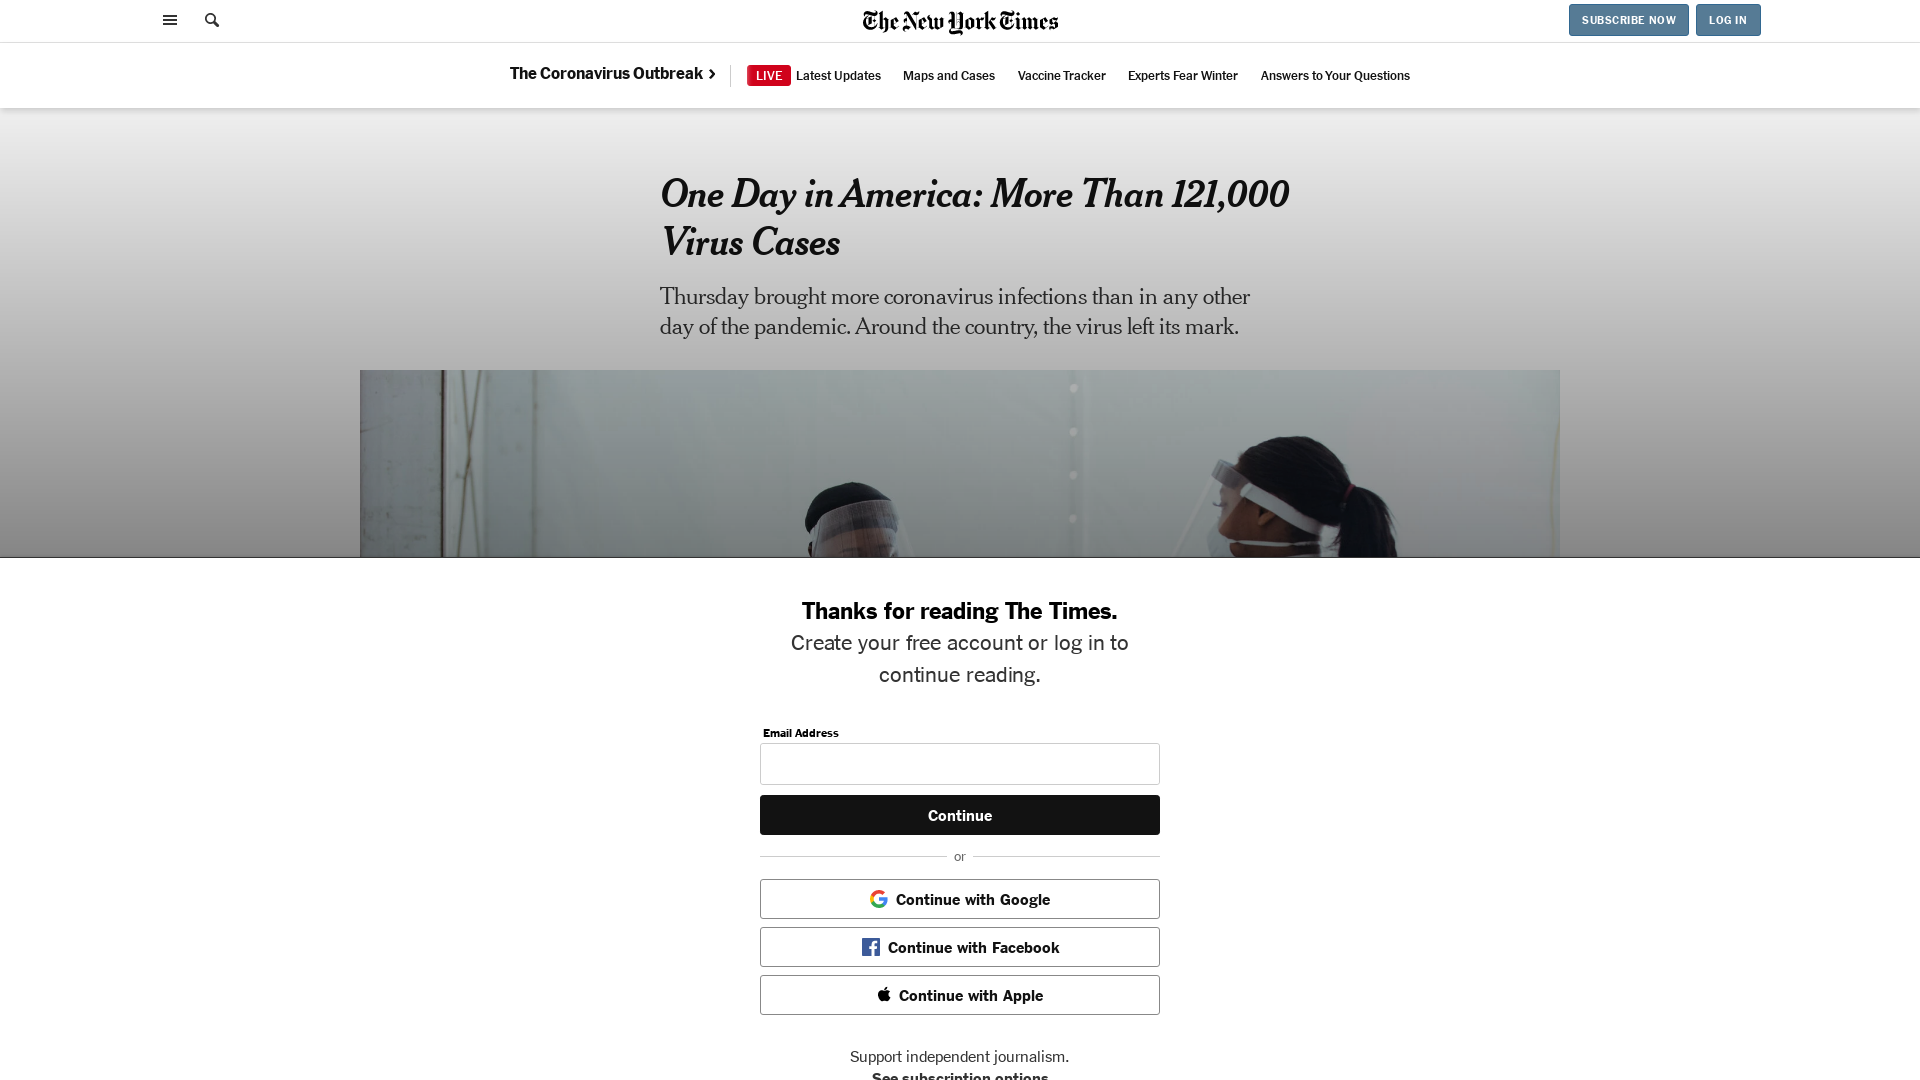 The New York Times
SUBSCRIBE NOW
LOG IN
The Coronavirus Outbreak ›
LIVE Latest Updates
Maps and Cases
Vaccine Tracker
Experts Fear Winter
Answers to Your Questions
One Day in America: More Than 121,000
Virus Cases
Thursday brought more coronavirus infections than in any other
day of the pandemic. Around the country, the virus left its mark.
Thanks for reading The Times.
Create your free account or log in to
continue reading.
Email Address
Continue
or
Continue with Google
Continue with Facebook
Continue with Apple
Support independent journalism.
See subscription options